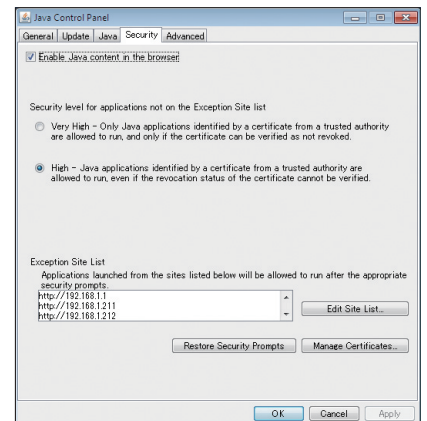 Java Control Panel
General Update Java Security Advanced
Enable Java content in the browser
Security level for applications not on the Exception Site list
Very High - Only Java applications identified by a certificate from a trusted authority
are allowed to run, and only if the certificate can be verified as not revoked.
High - Java applications identified by a certificate from a trusted authority are
allowed to run, even if the revocation status of the certificate cannot be verified.
Exception Site List
Applications launched from the sites listed below will be allowed to run after the appropriate
security prompts.
http://192.168.1.1
http://192.168.1.211
http://192.168.1.212
Edit Site List...
Restore Security Prompts Manage Certificates...
OK Cancel Apply